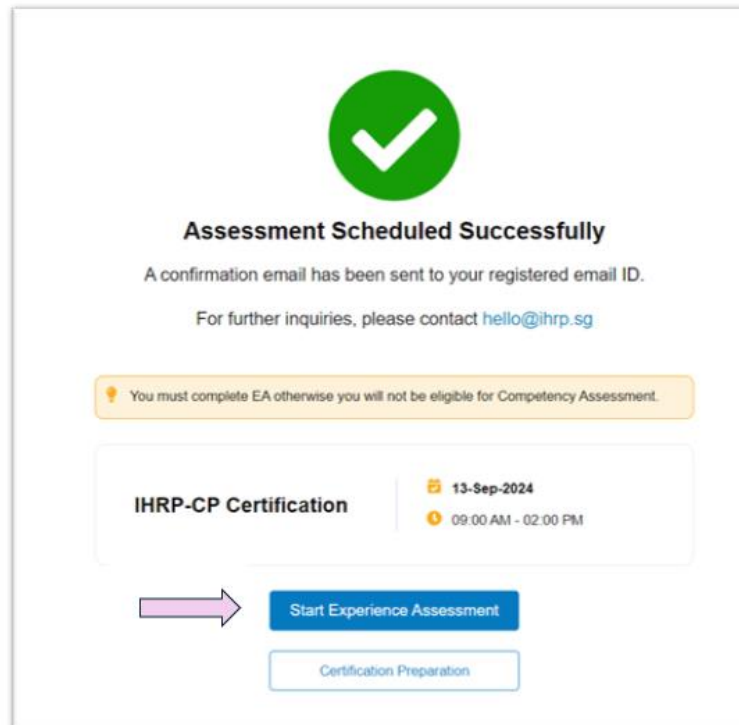 Assessment Scheduled Successfully
A confirmation email has been sent to your registered email ID.
For further inquiries, please contact hello@ihrp.sg
You must complete EA otherwise you will not be eligible for Competency Assessment.
IHRP-CP Certification
13-Sep-2024
09:00 AM - 02:00 PM
Start Experience Assessment
Certification Preparation